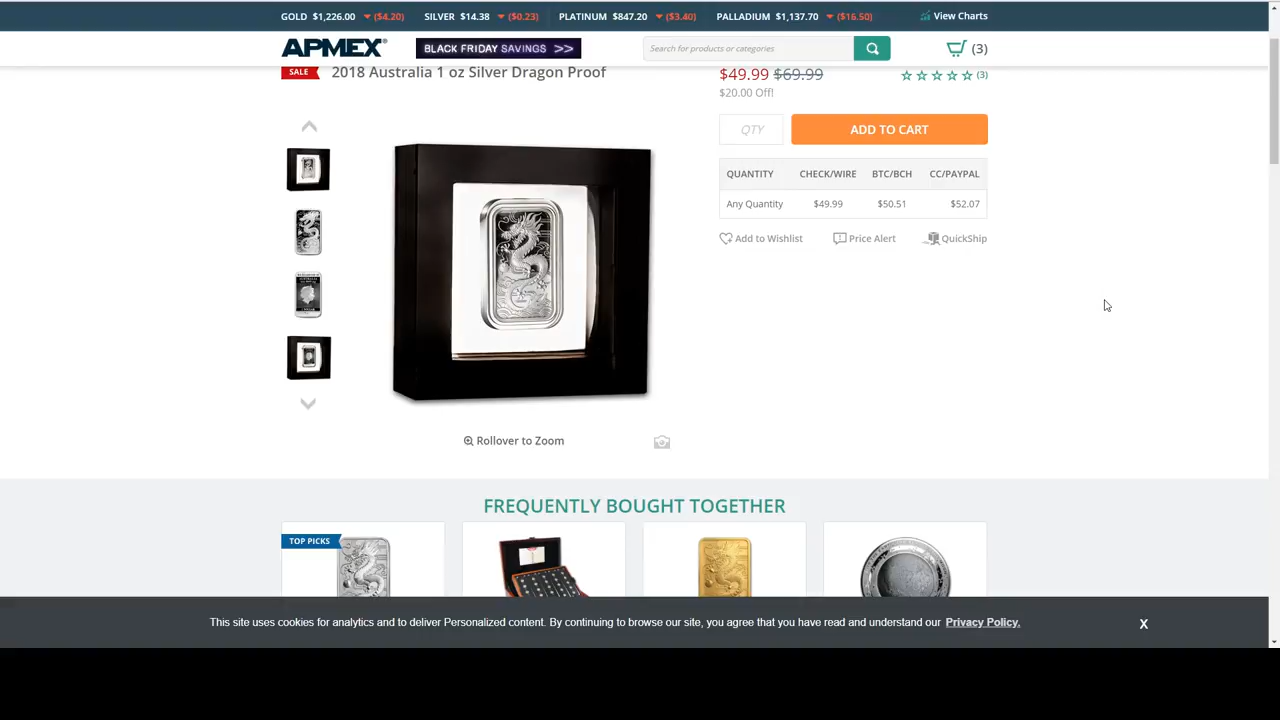 GOLD $1,226.00 ($4.20) SILVER $14.38 ($0.23) PLATINUM $847.20 ($3.40) PALLADIUM $1,137.70 ($16.50) View Charts
APMEX® BLACK FRIDAY SAVINGS >> Search for products or categories (3)
SALE 2018 Australia 1 oz Silver Dragon Proof
$49.99 $69.99 (3)
$20.00 Off!
QTY ADD TO CART
QUANTITY CHECK/WIRE BTC/BCH CC/PAYPAL
Any Quantity $49.99 $50.51 $52.07
Add to Wishlist Price Alert QuickShip
Rollover to Zoom
FREQUENTLY BOUGHT TOGETHER
TOP PICKS
This site uses cookies for analytics and to deliver Personalized content. By continuing to browse our site, you agree that you have read and understand our Privacy Policy. X